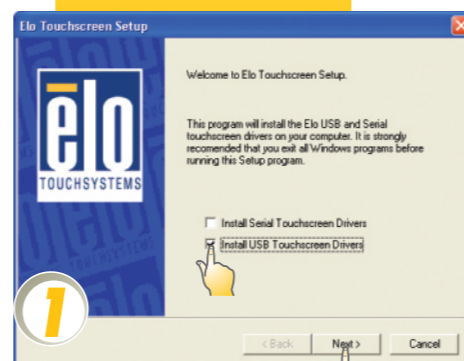 Elo Touchscreen Setup
Welcome to Elo Touchscreen Setup.
This program will install the Elo USB and Serial
touchscreen drivers on your computer. It is strongly
recomended that you exit all Windows programs before
running this Setup program.
ēlo
TOUCHSYSTEMS
Install Serial Touchscreen Drivers
Install USB Touchscreen Drivers
1
< Back Next > Cancel